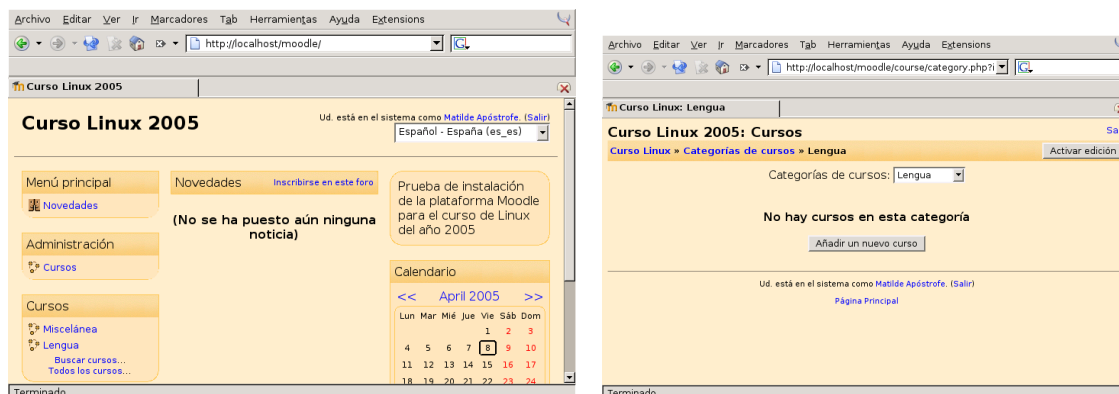 Archivo Editar Ver Ir Marcadores Tab Herramientas Ayuda Extensions
http://localhost/moodle/
G
Curso Linux 2005
Curso Linux 2005
Ud. está en el sistema como Matilde Apóstrofe. (Salir)
Español - España (es_es)
Menú principal
Novedades
Administración
Cursos
Cursos
Miscelánea
Lengua
Buscar cursos...
Todos los cursos...
Novedades Inscribirse en este foro
(No se ha puesto aún ninguna
noticia)
Prueba de instalación
de la plataforma Moodle
para el curso de Linux
del año 2005
Calendario
<< April 2005 >>
Lun Mar Mié Jue Vie Sáb Dom
1 2 3
4 5 6 7 8 9 10
11 12 13 14 15 16 17
18 19 20 21 22 23 24
Terminado
Archivo Editar Ver Ir Marcadores Tab Herramientas Ayuda Extensions
http://localhost/moodle/course/category.php?i
G
Curso Linux: Lengua
Curso Linux 2005: Cursos
Sa
Curso Linux » Categorías de cursos » Lengua
Activar edición
Categorías de cursos: Lengua
No hay cursos en esta categoría
Añadir un nuevo curso
Ud. está en el sistema como Matilde Apóstrofe. (Salir)
Página Principal
Terminado